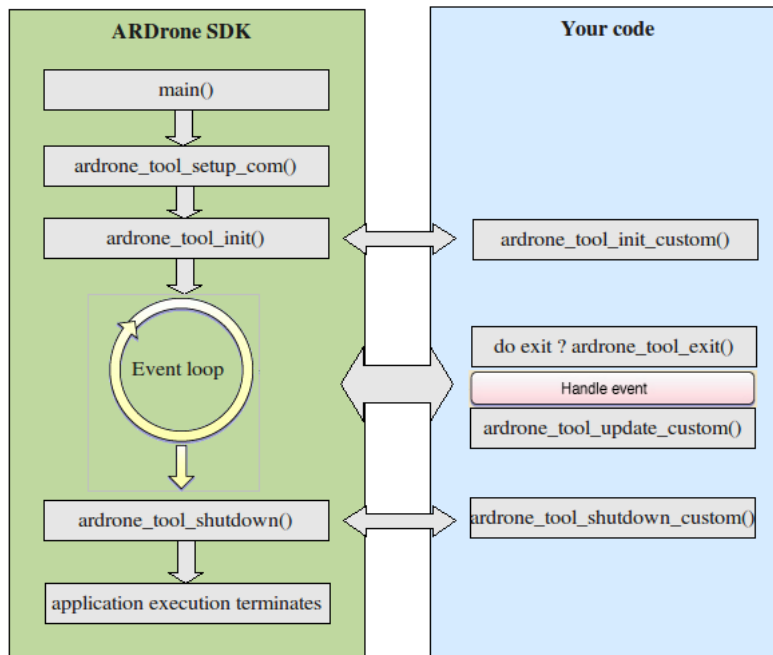 ARDrone SDK
main()
ardrone_tool_setup_com()
ardrone_tool_init()
Event loop
ardrone_tool_shutdown()
application execution terminates
Your code
ardrone_tool_init_custom()
do exit ? ardrone_tool_exit()
Handle event
ardrone_tool_update_custom()
ardrone_tool_shutdown_custom()